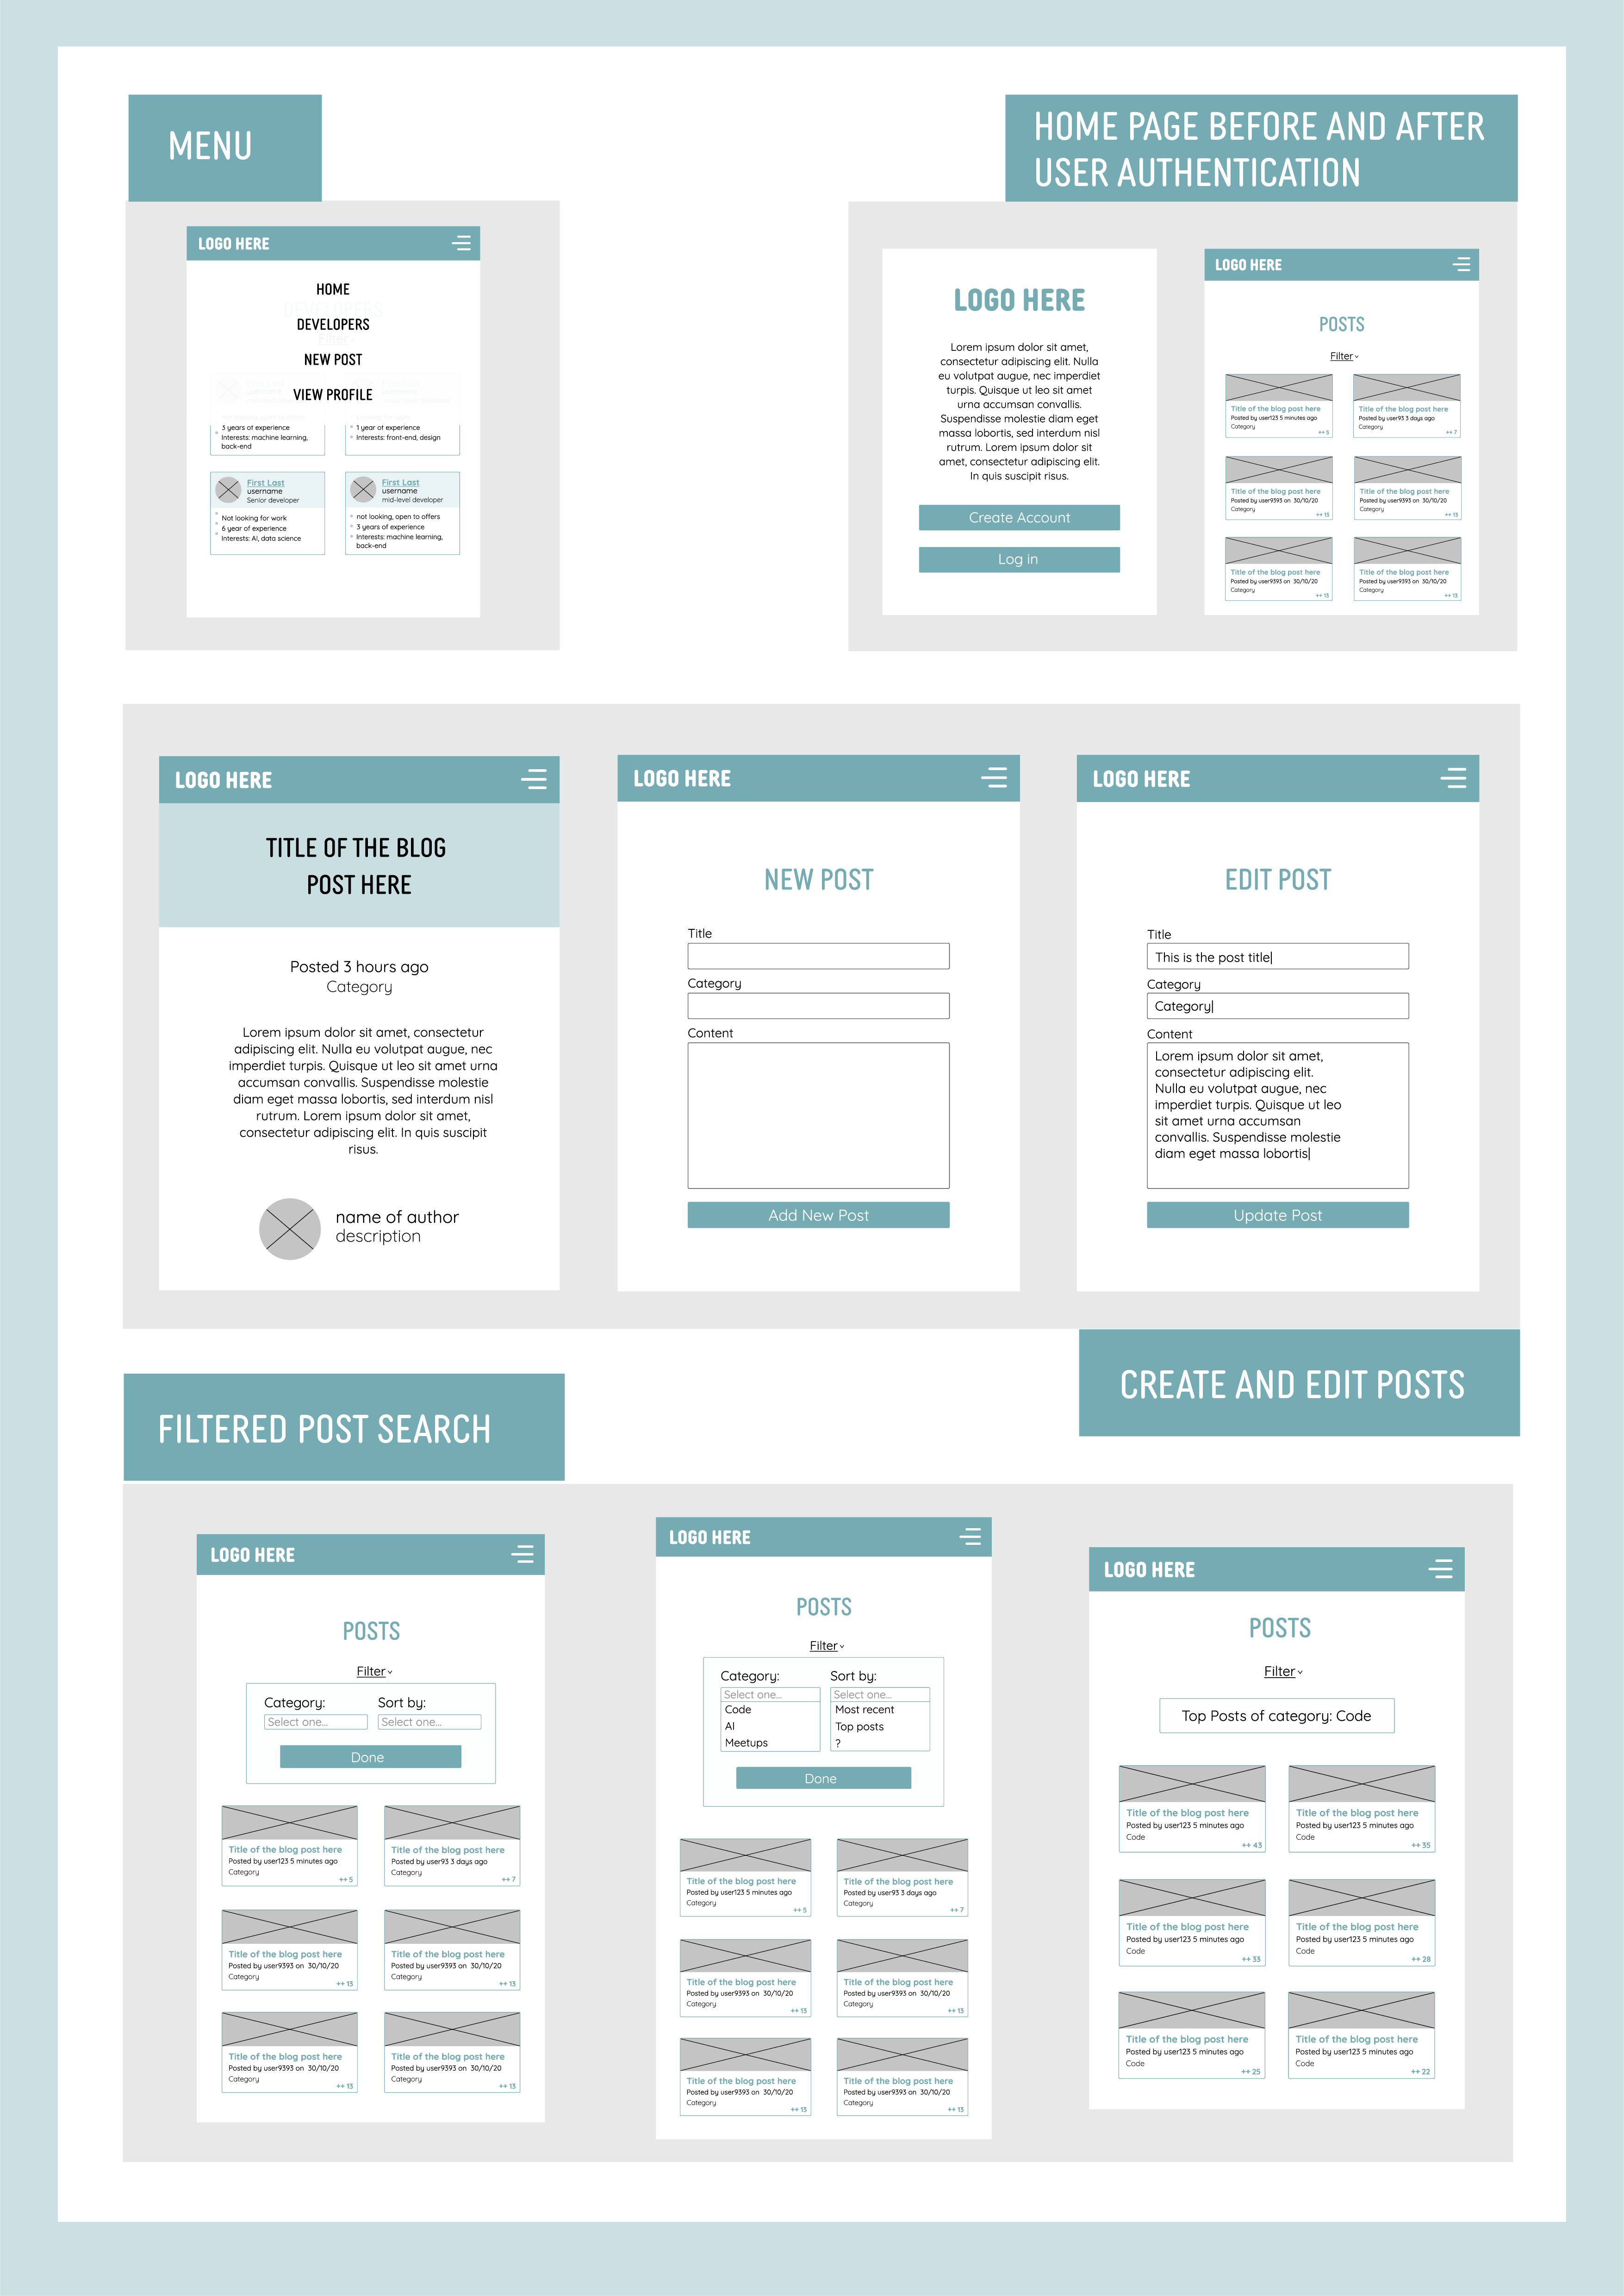 MENU
LOGO HERE
HOME
DEVELOPERS
DEVELOPERS
Filter
NEW POST
VIEW PROFILE
3 years of experience
Interests: machine learning,
back-end
1 year of experience
Interests: front-end, design
First Last
username
Senior developer
Not looking for work
6 year of experience
Interests: AI, data science
First Last
username
mid-level developer
not looking, open to offers
3 years of experience
Interests: machine learning,
back-end
HOME PAGE BEFORE AND AFTER
USER AUTHENTICATION
LOGO HERE
Lorem ipsum dolor sit amet,
consectetur adipiscing elit. Nulla
eu volutpat augue, nec imperdiet
turpis. Quisque ut leo sit amet
urna accumsan convallis.
Suspendisse molestie diam eget
massa lobortis, sed interdum nisl
rutrum. Lorem ipsum dolor sit
amet, consectetur adipiscing elit.
In quis suscipit risus.
Create Account
Log in
LOGO HERE
POSTS
Filter
Title of the blog post here
Posted by user123 5 minutes ago
Category
++ 5
Title of the blog post here
Posted by user93 3 days ago
Category
++ 7
Title of the blog post here
Posted by user9393 on 30/10/20
Category
++ 13
Title of the blog post here
Posted by user9393 on 30/10/20
Category
++ 13
Title of the blog post here
Posted by user9393 on 30/10/20
Category
++ 13
Title of the blog post here
Posted by user9393 on 30/10/20
Category
++ 13
LOGO HERE
TITLE OF THE BLOG
POST HERE
Posted 3 hours ago
Category
Lorem ipsum dolor sit amet, consectetur
adipiscing elit. Nulla eu volutpat augue, nec
imperdiet turpis. Quisque ut leo sit amet urna
accumsan convallis. Suspendisse molestie
diam eget massa lobortis, sed interdum nisl
rutrum. Lorem ipsum dolor sit amet,
consectetur adipiscing elit. In quis suscipit
risus.
name of author
description
LOGO HERE
NEW POST
Title
Category
Content
Add New Post
LOGO HERE
EDIT POST
Title
This is the post title|
Category
Category|
Content
Lorem ipsum dolor sit amet,
consectetur adipiscing elit.
Nulla eu volutpat augue, nec
imperdiet turpis. Quisque ut leo
sit amet urna accumsan
convallis. Suspendisse molestie
diam eget massa lobortis|
Update Post
CREATE AND EDIT POSTS
FILTERED POST SEARCH
LOGO HERE
POSTS
Filter
Category:
Select one...
Sort by:
Select one...
Done
Title of the blog post here
Posted by user123 5 minutes ago
Category
++ 5
Title of the blog post here
Posted by user93 3 days ago
Category
++ 7
Title of the blog post here
Posted by user9393 on 30/10/20
Category
++ 13
Title of the blog post here
Posted by user9393 on 30/10/20
Category
++ 13
Title of the blog post here
Posted by user9393 on 30/10/20
Category
++ 13
Title of the blog post here
Posted by user9393 on 30/10/20
Category
++ 13
LOGO HERE
POSTS
Filter
Category:
Select one...
Code
AI
Meetups
Sort by:
Select one...
Most recent
Top posts
?
Done
Title of the blog post here
Posted by user123 5 minutes ago
Category
++ 5
Title of the blog post here
Posted by user93 3 days ago
Category
++ 7
Title of the blog post here
Posted by user9393 on 30/10/20
Category
++ 13
Title of the blog post here
Posted by user9393 on 30/10/20
Category
++ 13
Title of the blog post here
Posted by user9393 on 30/10/20
Category
++ 13
Title of the blog post here
Posted by user9393 on 30/10/20
Category
++ 13
LOGO HERE
POSTS
Filter
Top Posts of category: Code
Title of the blog post here
Posted by user123 5 minutes ago
Code
++ 43
Title of the blog post here
Posted by user123 5 minutes ago
Code
++ 35
Title of the blog post here
Posted by user123 5 minutes ago
Code
++ 33
Title of the blog post here
Posted by user123 5 minutes ago
Code
++ 28
Title of the blog post here
Posted by user123 5 minutes ago
Code
++ 25
Title of the blog post here
Posted by user123 5 minutes ago
Code
++ 22